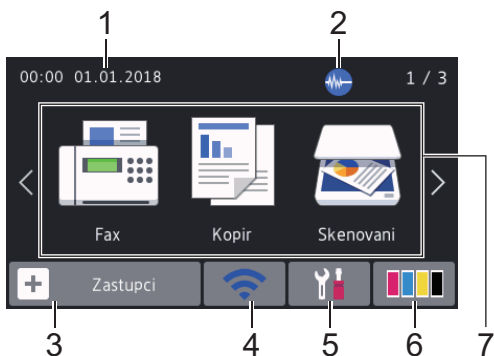 1 2
00:00 01.01.2018 1 / 3
Fax Kopir Skenovani
Zastupci
3 4 5 6 7